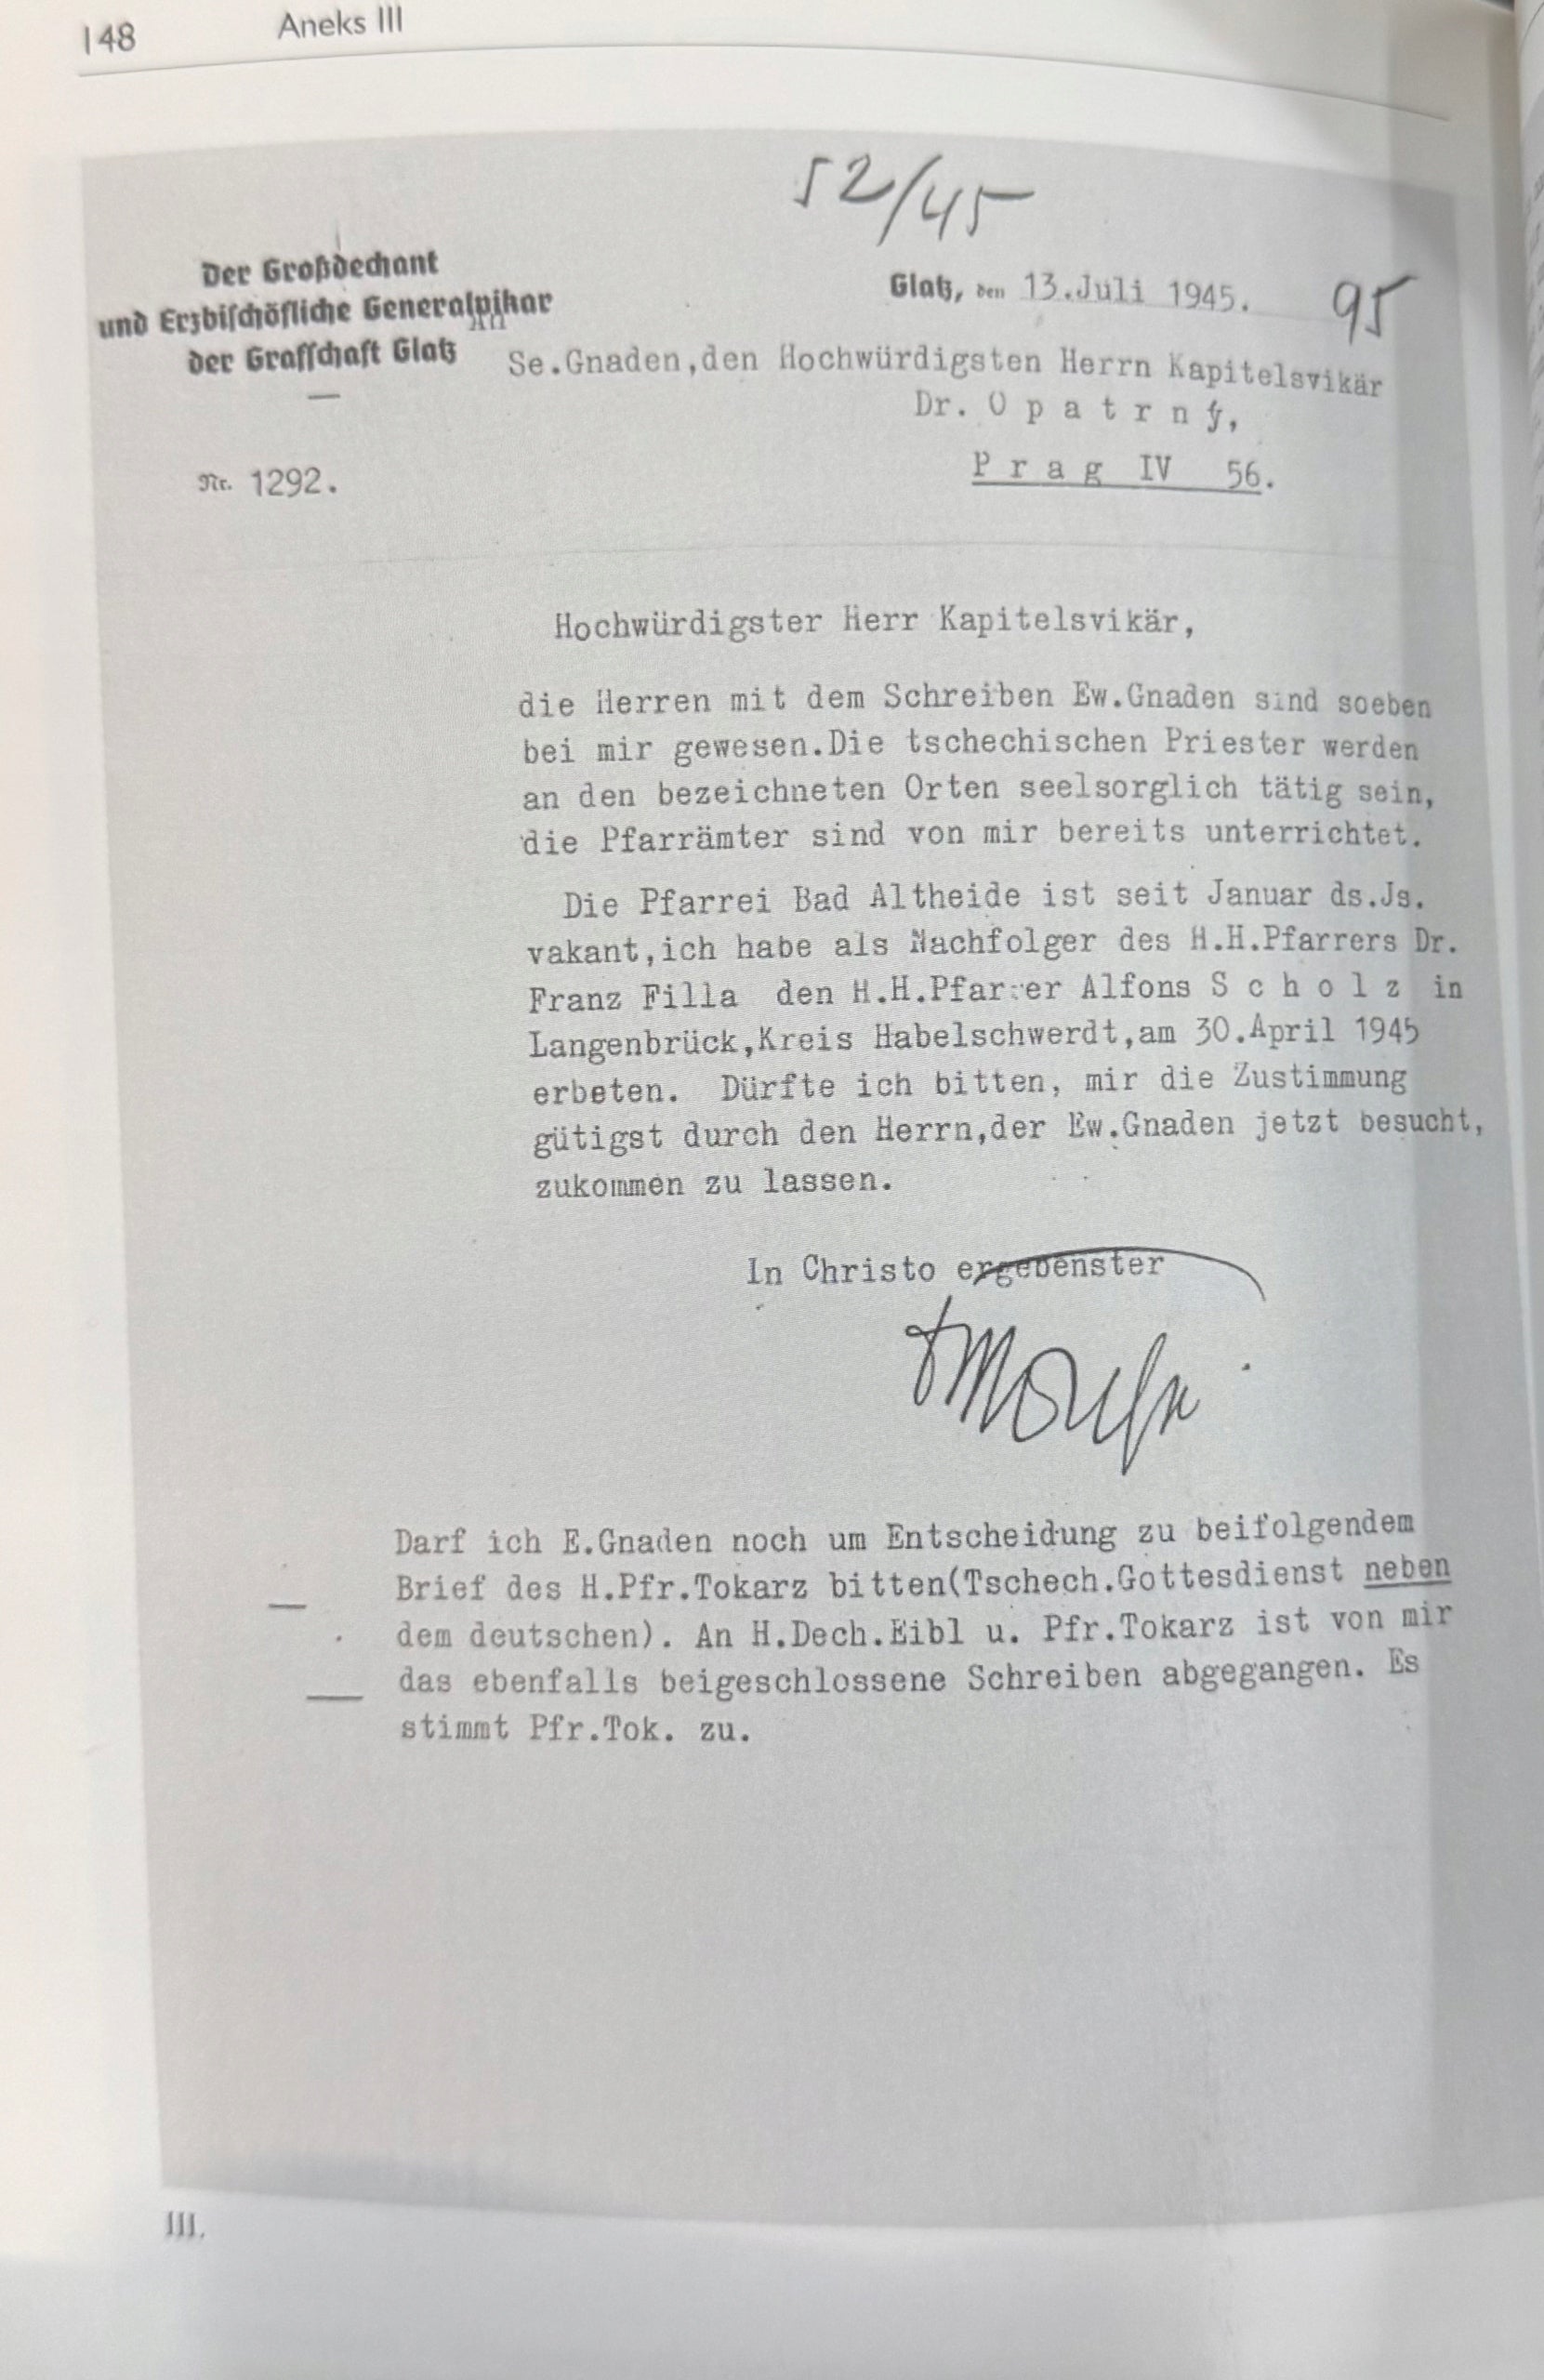 148 Aneks III
52/45
Der Großdechant
und Erzbischöfliche Generalvikar
der Grafschaft Glatz
Glatz, den 13.Juli 1945. 95
An
Se.Gnaden,den Hochwürdigsten Herrn Kapitelsvikär
Dr. O p a t r n ý,
P r a g IV 56.
Nr. 1292.
Hochwürdigster Herr Kapitelsvikär,
die Herren mit dem Schreiben Ew.Gnaden sind soeben
bei mir gewesen.Die tschechischen Priester werden
an den bezeichneten Orten seelsorglich tätig sein,
die Pfarrämter sind von mir bereits unterrichtet.
Die Pfarrei Bad Altheide ist seit Januar ds.Js.
vakant,ich habe als Nachfolger des H.H.Pfarrers Dr.
Franz Filla den H.H.Pfarrer Alfons S c h o l z in
Langenbrück,Kreis Habelschwerdt,am 30.April 1945
erbeten. Dürfte ich bitten, mir die Zustimmung
gütigst durch den Herrn,der Ew.Gnaden jetzt besucht,
zukommen zu lassen.
In Christo ergebenster
Darf ich E.Gnaden noch um Entscheidung zu beifolgendem
Brief des H.Pfr.Tokarz bitten(Tschech.Gottesdienst neben
dem deutschen). An H.Dech.Eibl u. Pfr.Tokarz ist von mir
das ebenfalls beigeschlossene Schreiben abgegangen. Es
stimmt Pfr.Tok. zu.
III.